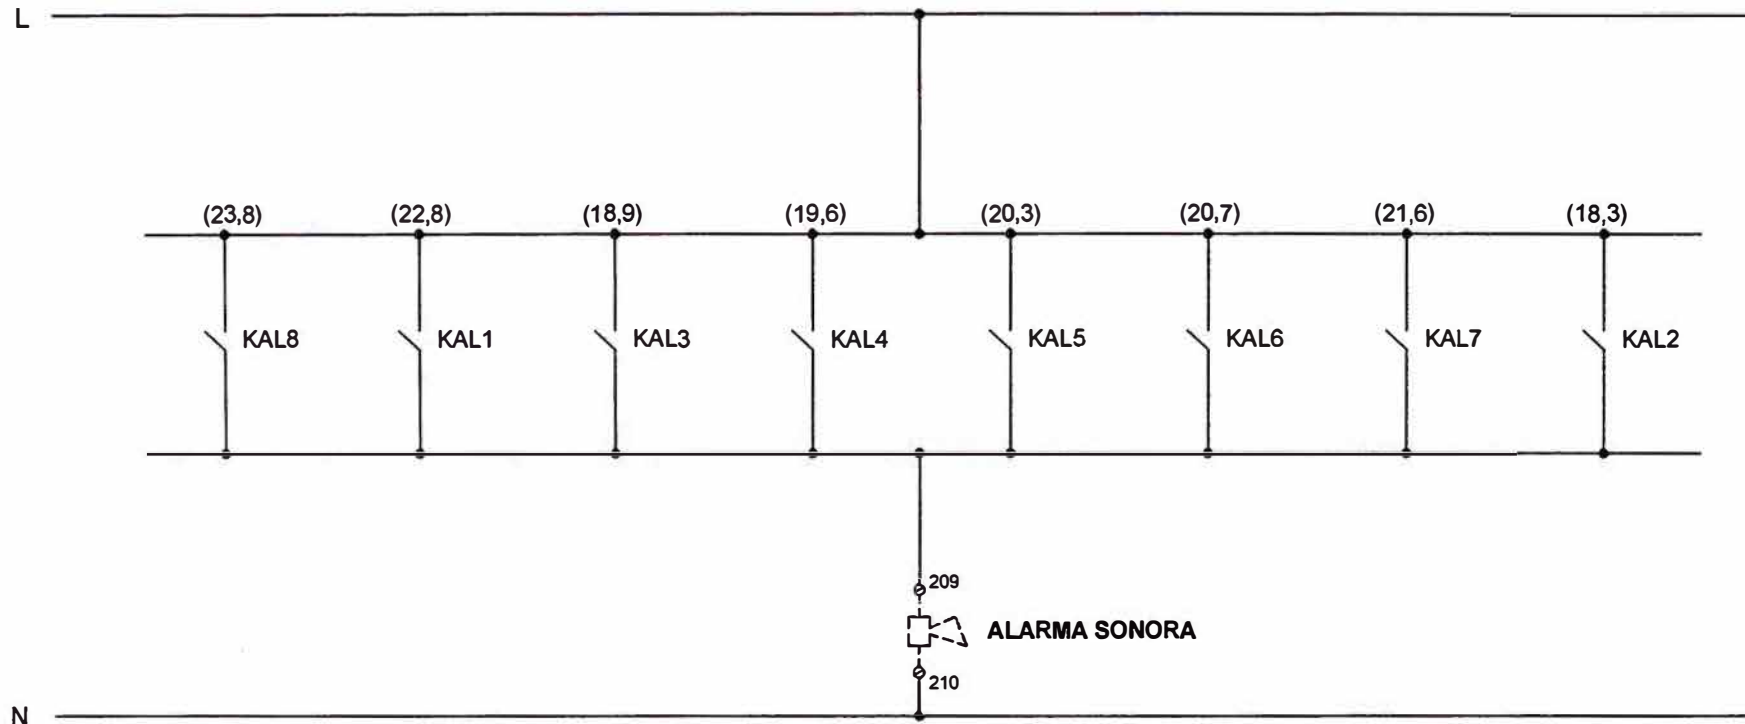 L
(23,8) (22,8) (18,9) (19,6) (20,3) (20,7) (21,6) (18,3)
KAL8 KAL1 KAL3 KAL4 KAL5 KAL6 KAL7 KAL2
209
ALARMA SONORA
210
N